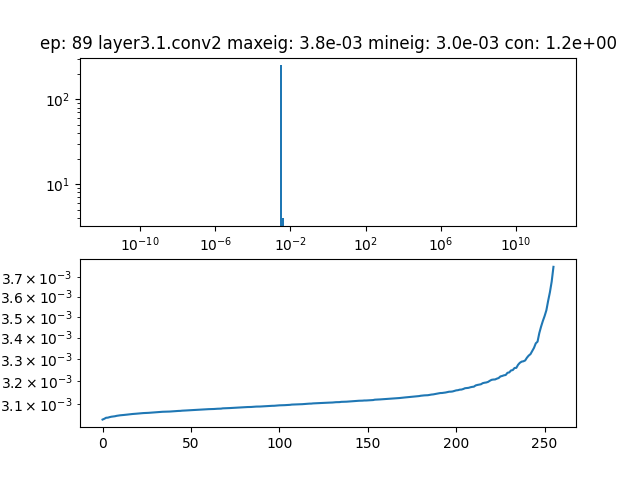 ep: 89 layer3.1.conv2 maxeig: 3.8e-03 mineig: 3.0e-03 con: 1.2e+00
10²
10¹
10⁻¹⁰ 10⁻⁶ 10⁻² 10² 10⁶ 10¹⁰
3.7 × 10⁻³
3.6 × 10⁻³
3.5 × 10⁻³
3.4 × 10⁻³
3.3 × 10⁻³
3.2 × 10⁻³
3.1 × 10⁻³
0 50 100 150 200 250